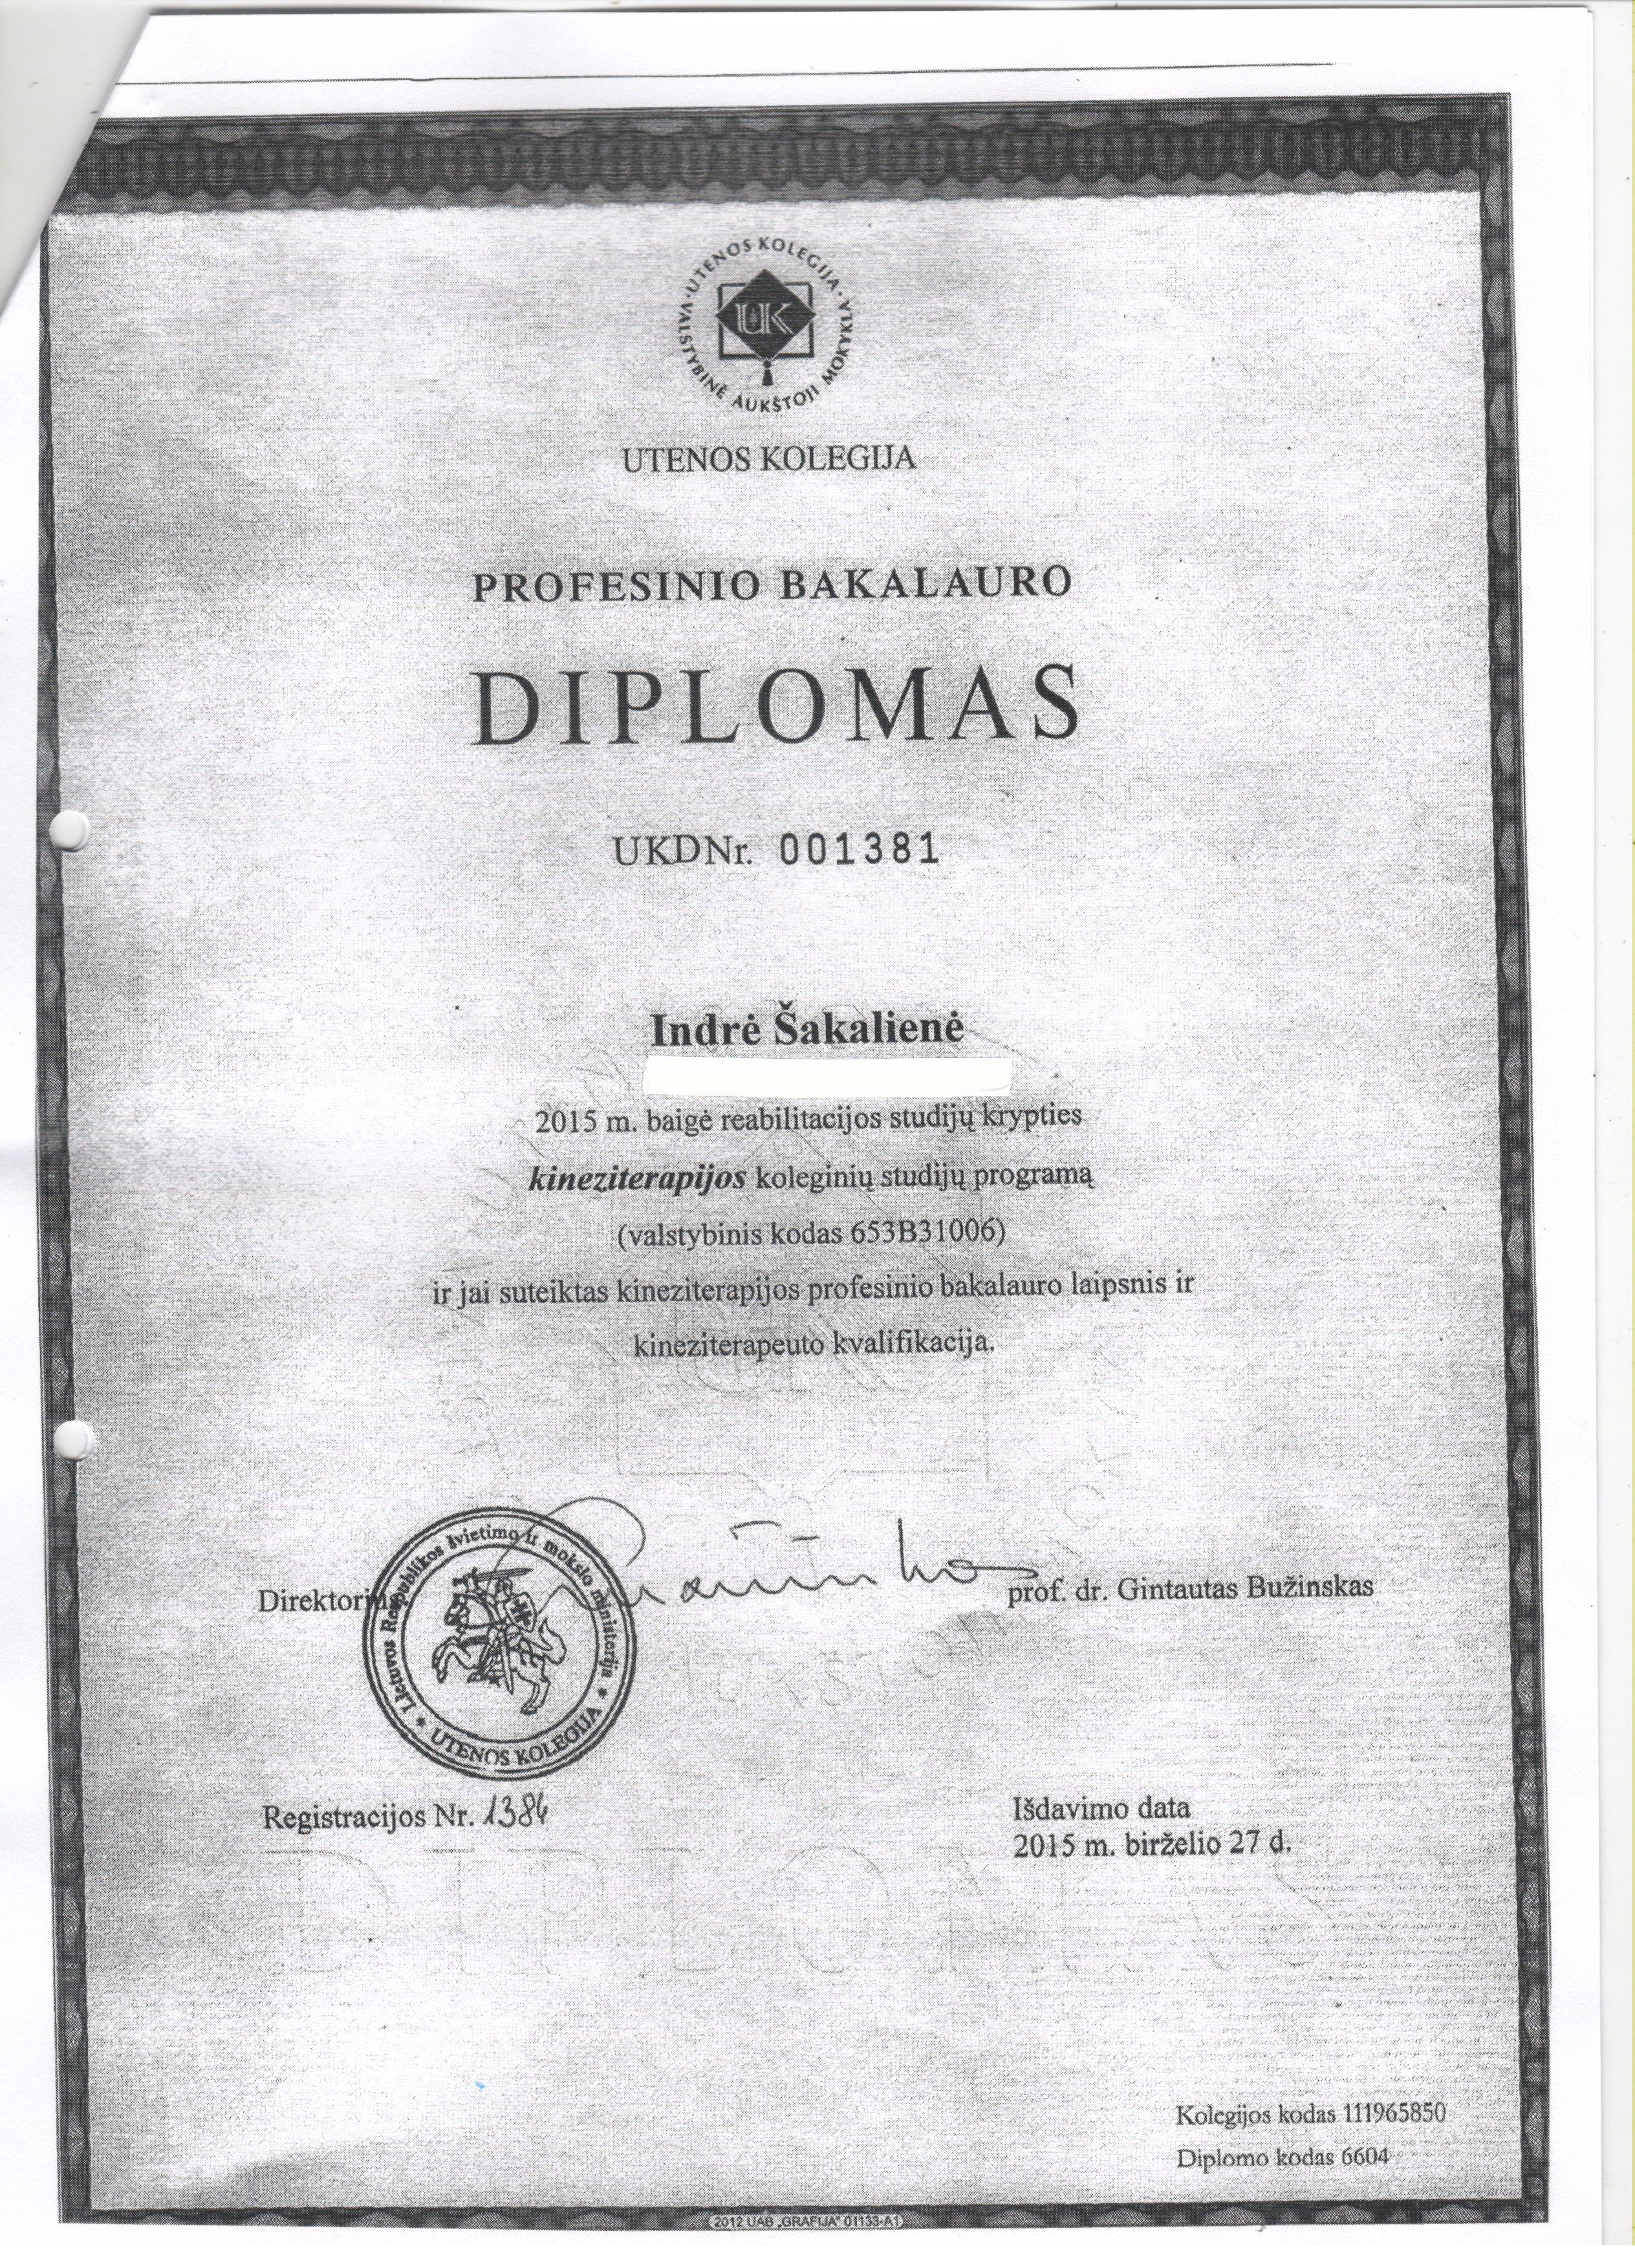 UTENOS KOLEGIJA · VALSTYBINĖ AUKŠTOJI MOKYKLA ·
UK
UTENOS KOLEGIJA
PROFESINIO BAKALAURO
DIPLOMAS
UKDNr. 001381
Indrė Šakalienė
2015 m. baigė reabilitacijos studijų krypties
kineziterapijos koleginių studijų programą
(valstybinis kodas 653B31006)
ir jai suteiktas kineziterapijos profesinio bakalauro laipsnis ir
kineziterapeuto kvalifikacija.
Direktorius
Lietuvos Respublikos švietimo ir mokslo ministerija * UTENOS KOLEGIJA *
prof. dr. Gintautas Bužinskas
Registracijos Nr. 1384
Išdavimo data
2015 m. birželio 27 d.
DIPLOMAS
Kolegijos kodas 111965850
Diplomo kodas 6604
2012 UAB „GRAFIJA" 01133-A1